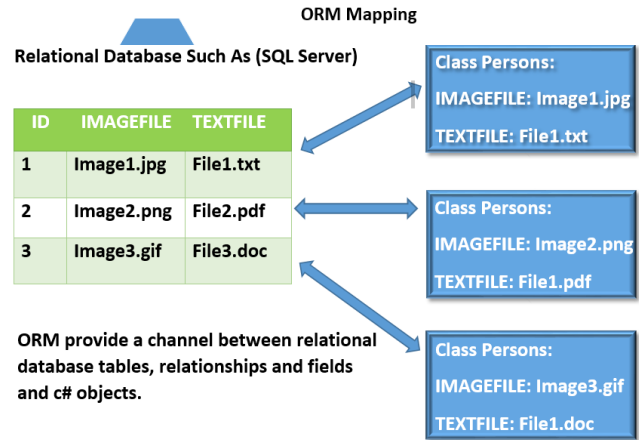 ORM Mapping
Relational Database Such As (SQL Server)
ID IMAGEFILE TEXTFILE
1 Image1.jpg File1.txt
2 Image2.png File2.pdf
3 Image3.gif File3.doc
ORM provide a channel between relational
database tables, relationships and fields
and c# objects.
Class Persons:
IMAGEFILE: Image1.jpg
TEXTFILE: File1.txt
Class Persons:
IMAGEFILE: Image2.png
TEXTFILE: File1.pdf
Class Persons:
IMAGEFILE: Image3.gif
TEXTFILE: File1.doc